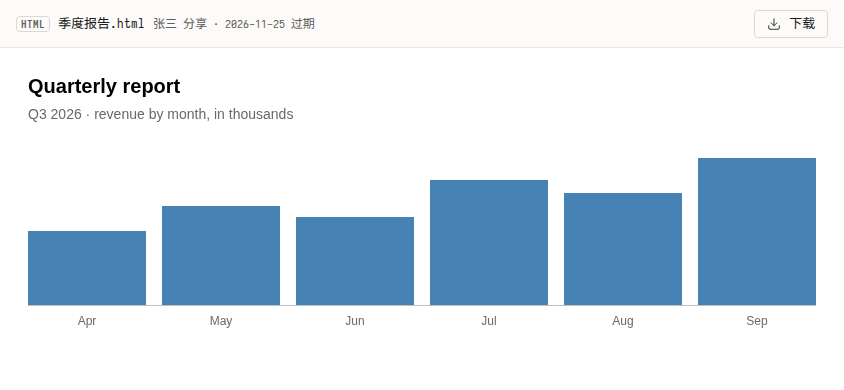 HTML 季度报告.html 张三 分享 · 2026-11-25 过期 下载
Quarterly report
Q3 2026 · revenue by month, in thousands
Apr May Jun Jul Aug Sep